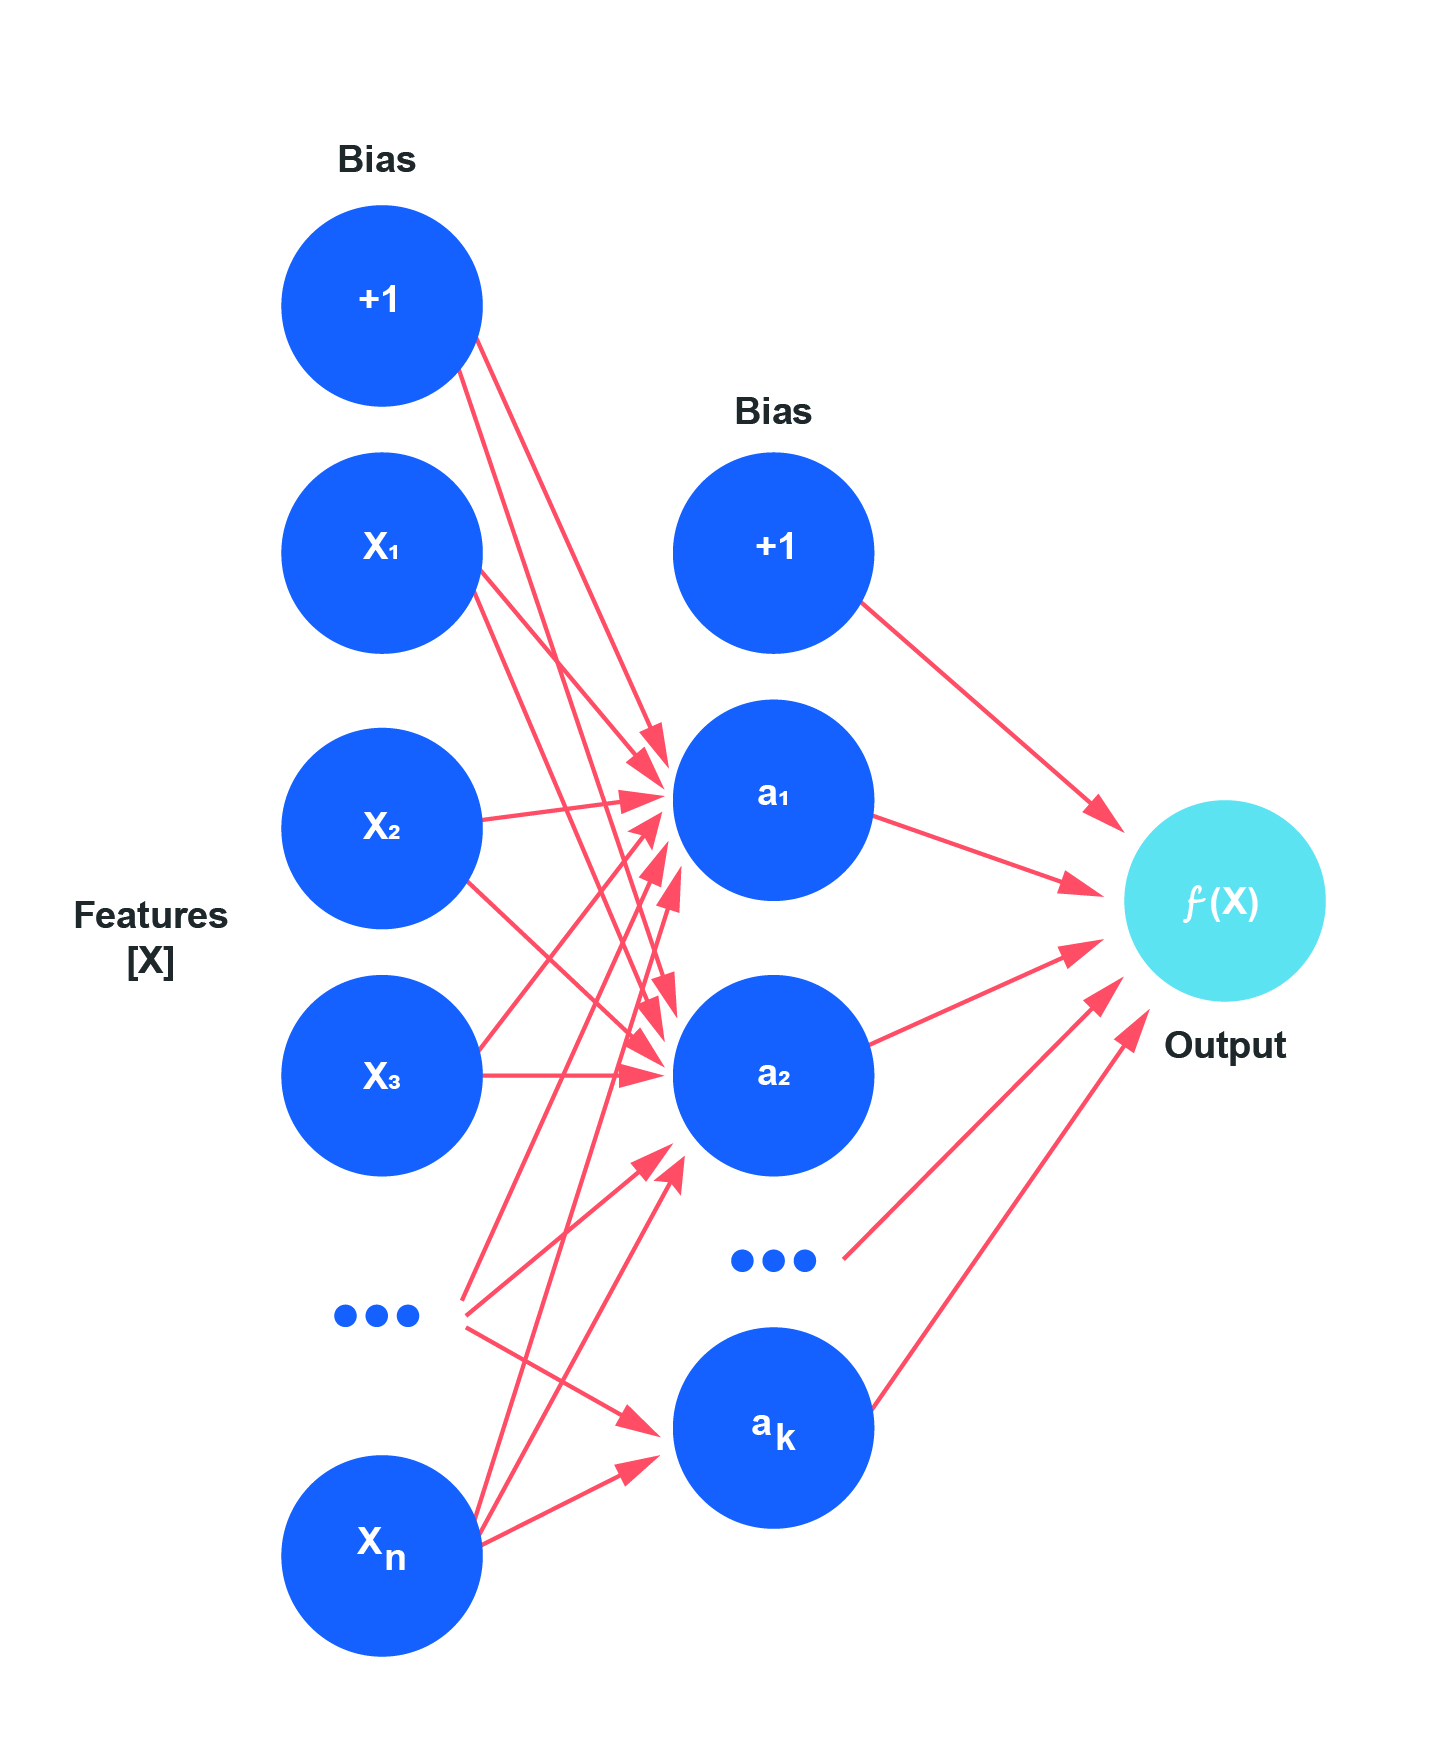 Bias
+1
X₁
X₂
X₃
Xₙ
Features
[X]
Bias
+1
a₁
a₂
aₖ
f(X)
Output